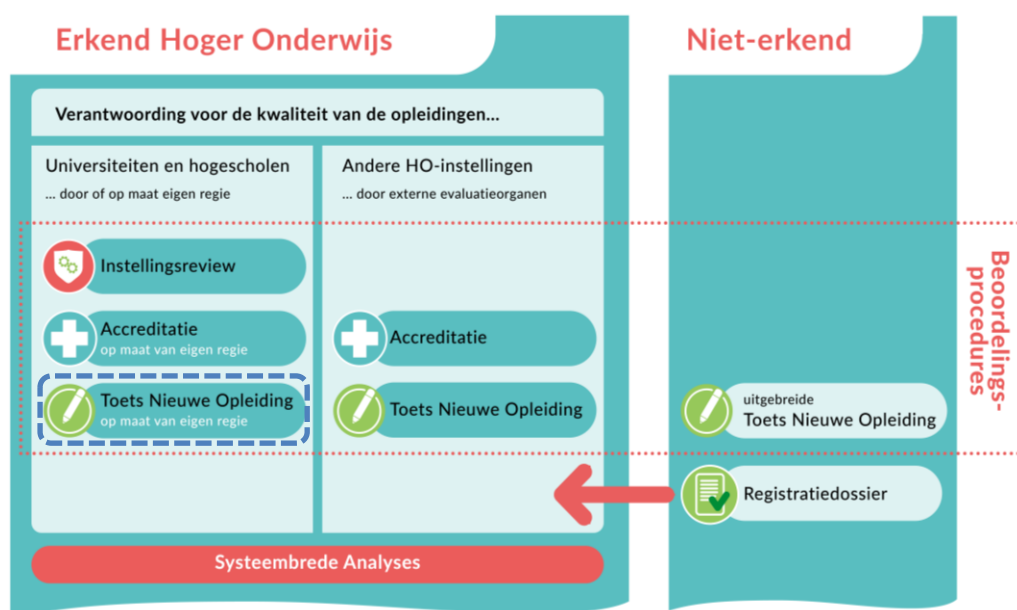 Erkend Hoger Onderwijs
Verantwoording voor de kwaliteit van de opleidingen...
Universiteiten en hogescholen
... door of op maat eigen regie
Instellingsreview
Accreditatie
op maat van eigen regie
Toets Nieuwe Opleiding
op maat van eigen regie
Andere HO-instellingen
... door externe evaluatieorganen
Accreditatie
Toets Nieuwe Opleiding
Systeembrede Analyses
Niet-erkend
uitgebreide
Toets Nieuwe Opleiding
Registratiedossier
Beoordelings-
procedures